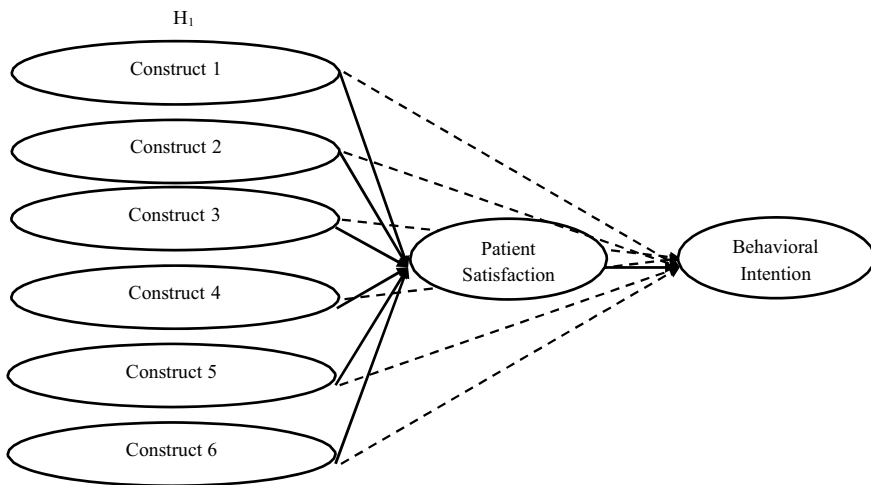 H₁
Construct 1
Construct 2
Construct 3
Construct 4
Construct 5
Construct 6
Patient
Satisfaction
Behavioral
Intention